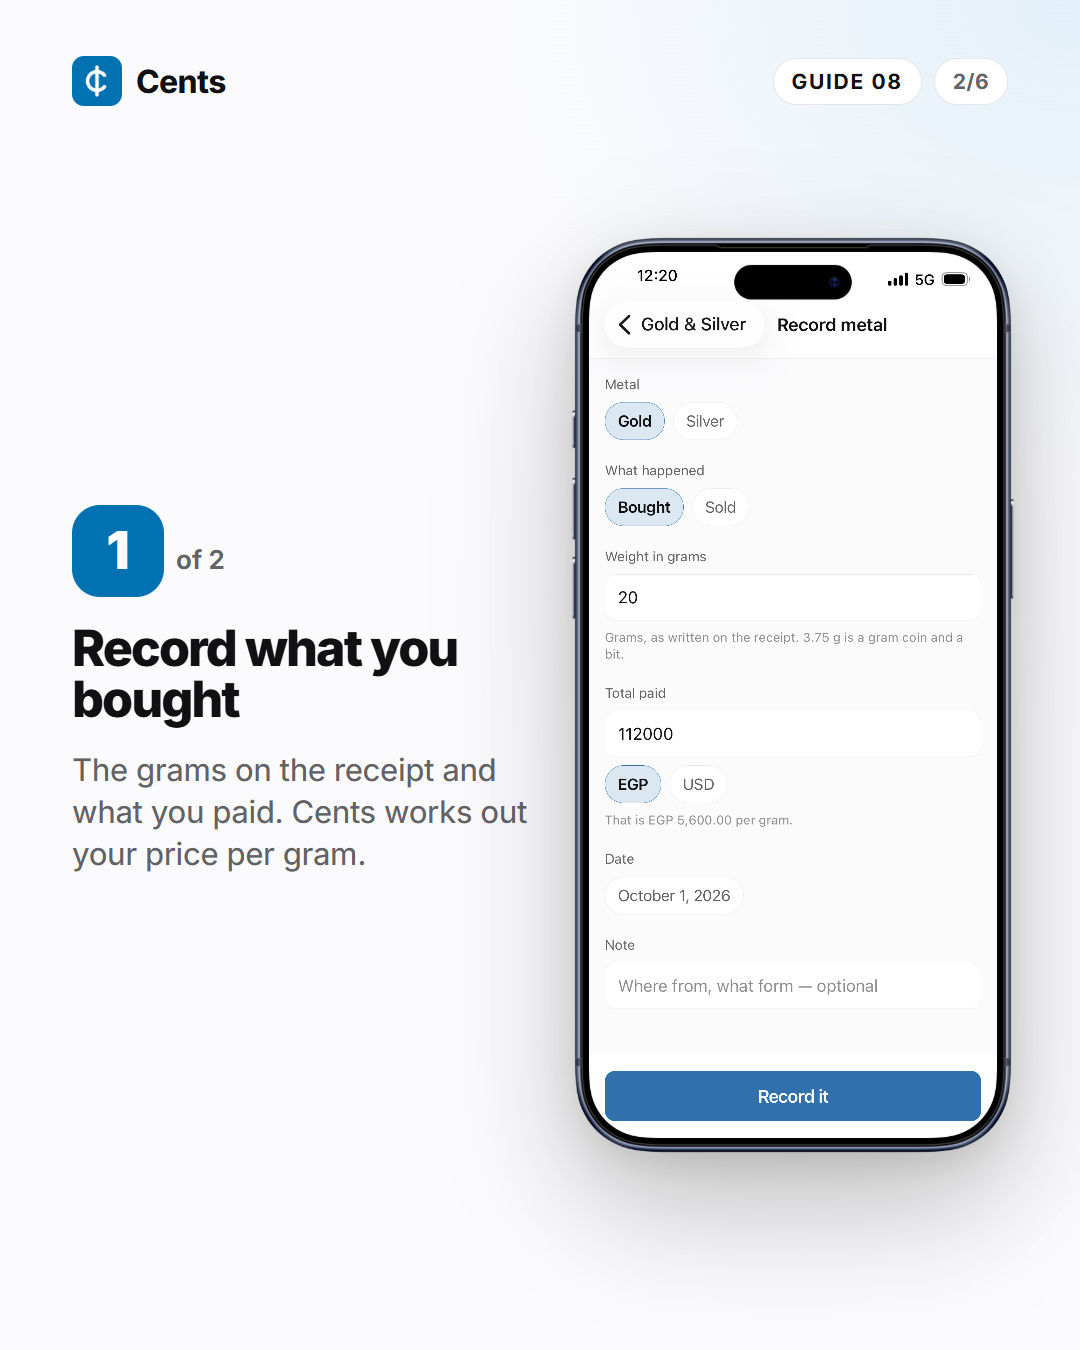 Cents
GUIDE 08
2/6
1 of 2
Record what you
bought
The grams on the receipt and
what you paid. Cents works out
your price per gram.
12:20
5G
Gold & Silver
Record metal
Metal
Gold
Silver
What happened
Bought
Sold
Weight in grams
20
Grams, as written on the receipt. 3.75 g is a gram coin and a
bit.
Total paid
112000
EGP
USD
That is EGP 5,600.00 per gram.
Date
October 1, 2026
Note
Where from, what form — optional
Record it